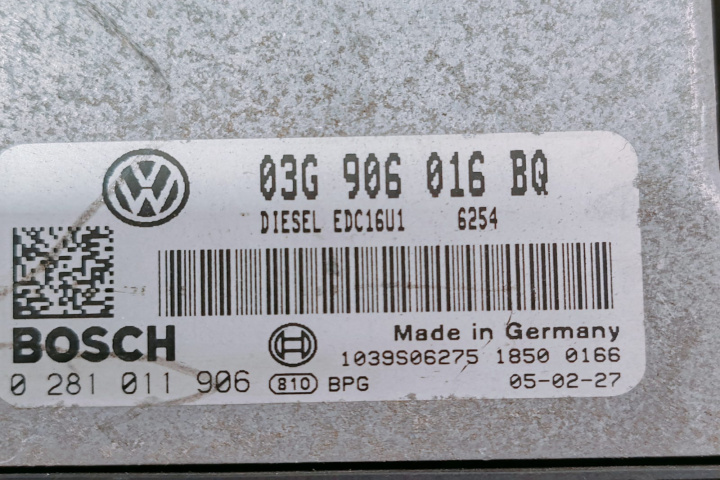 03G 906 016 BQ
DIESEL EDC16U1 6254
BOSCH
Made in Germany
1039S06275 1850 0166
0 281 011 906 810 BPG 05-02-27